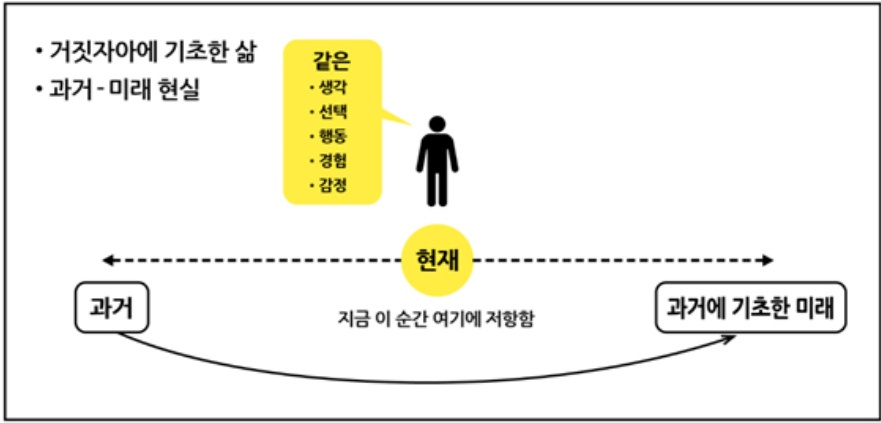 • 거짓자아에 기초한 삶
• 과거 - 미래 현실
같은
• 생각
• 선택
• 행동
• 경험
• 감정
현재
과거
지금 이 순간 여기에 저항함
과거에 기초한 미래